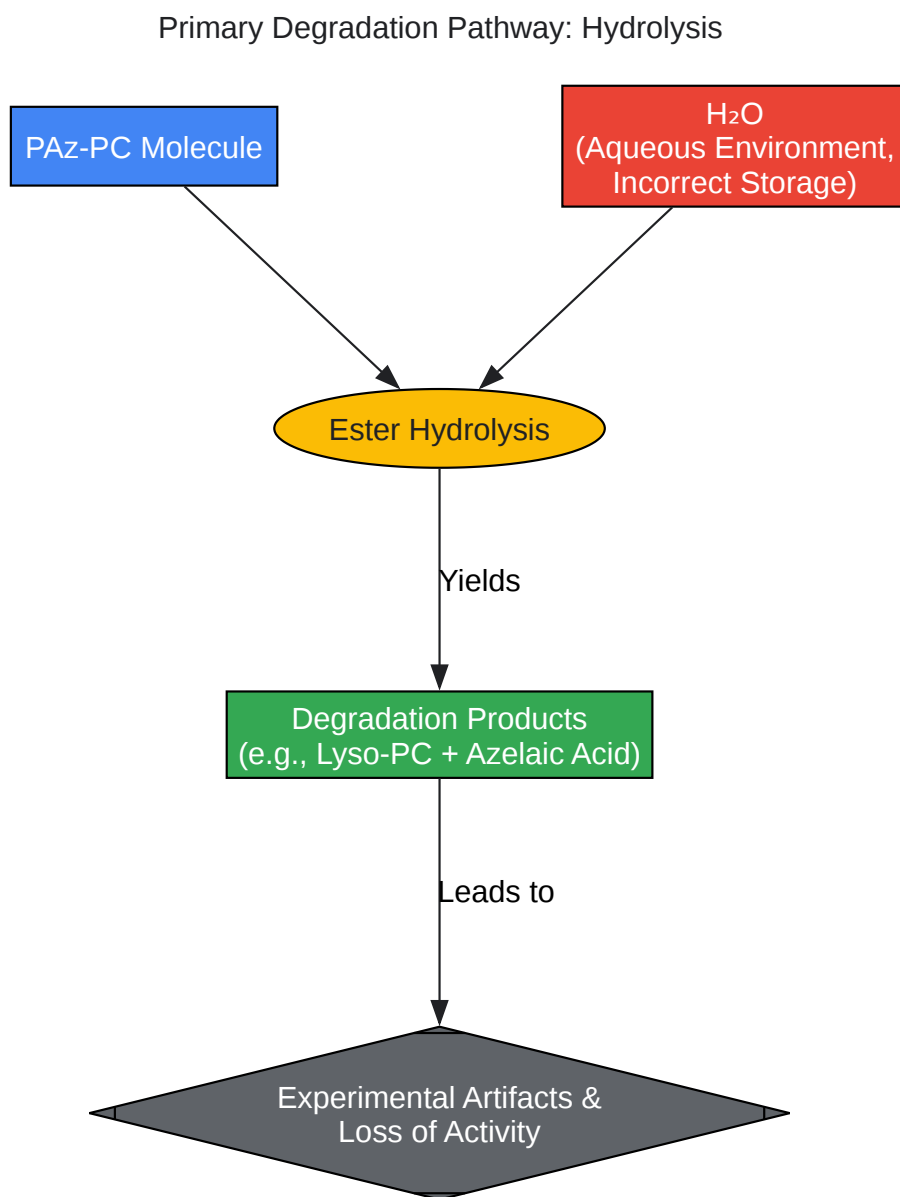 Primary Degradation Pathway: Hydrolysis
PAz-PC Molecule
H₂O
(Aqueous Environment,
Incorrect Storage)
Ester Hydrolysis
Yields
Degradation Products
(e.g., Lyso-PC + Azelaic Acid)
Leads to
Experimental Artifacts &
Loss of Activity